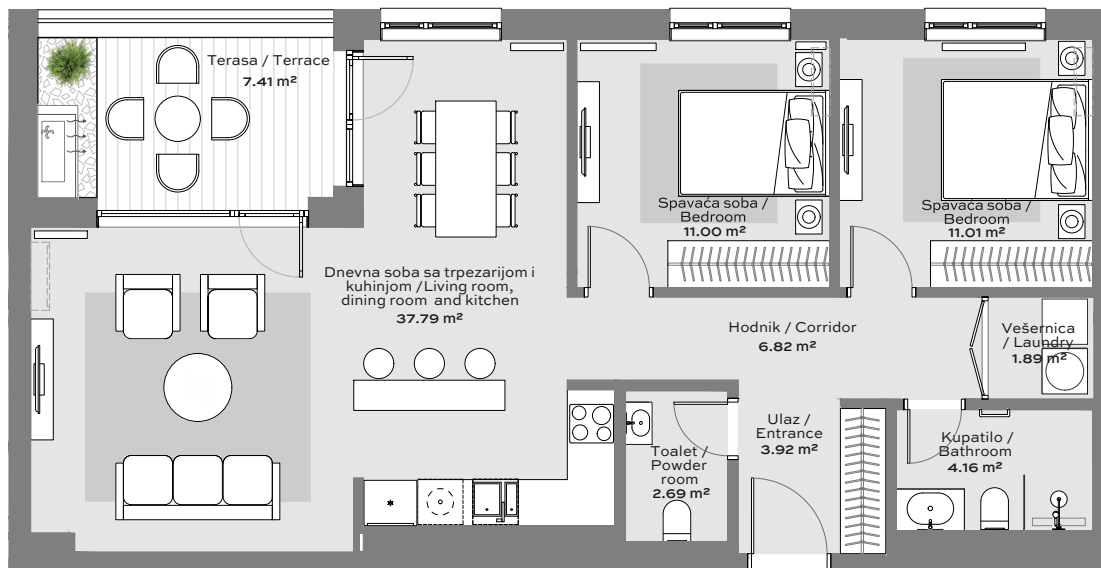 Terasa / Terrace
7.41 m²
Spavaća soba /
Bedroom
11.00 m²
Spavaća soba /
Bedroom
11.01 m²
Dnevna soba sa trpezarijom i
kuhinjom /Living room,
dining room and kitchen
37.79 m²
Hodnik / Corridor
6.82 m²
Vešernica
/ Laundry
1.89 m²
Ulaz /
Entrance
3.92 m²
Toalet /
Powder
room
2.69 m²
Kupatilo /
Bathroom
4.16 m²